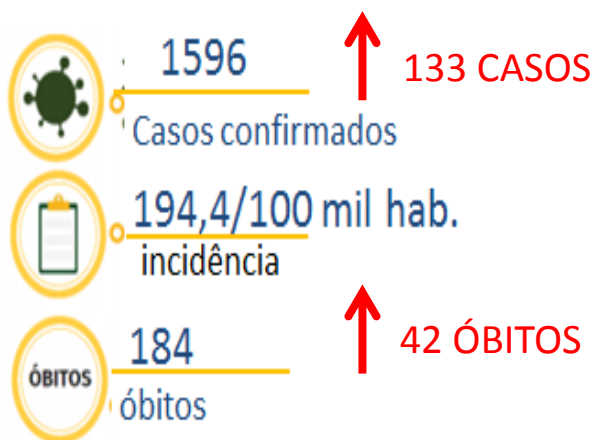 1596
133 CASOS
Casos confirmados
194,4/100 mil hab.
incidência
184
42 ÓBITOS
ÓBITOS
óbitos